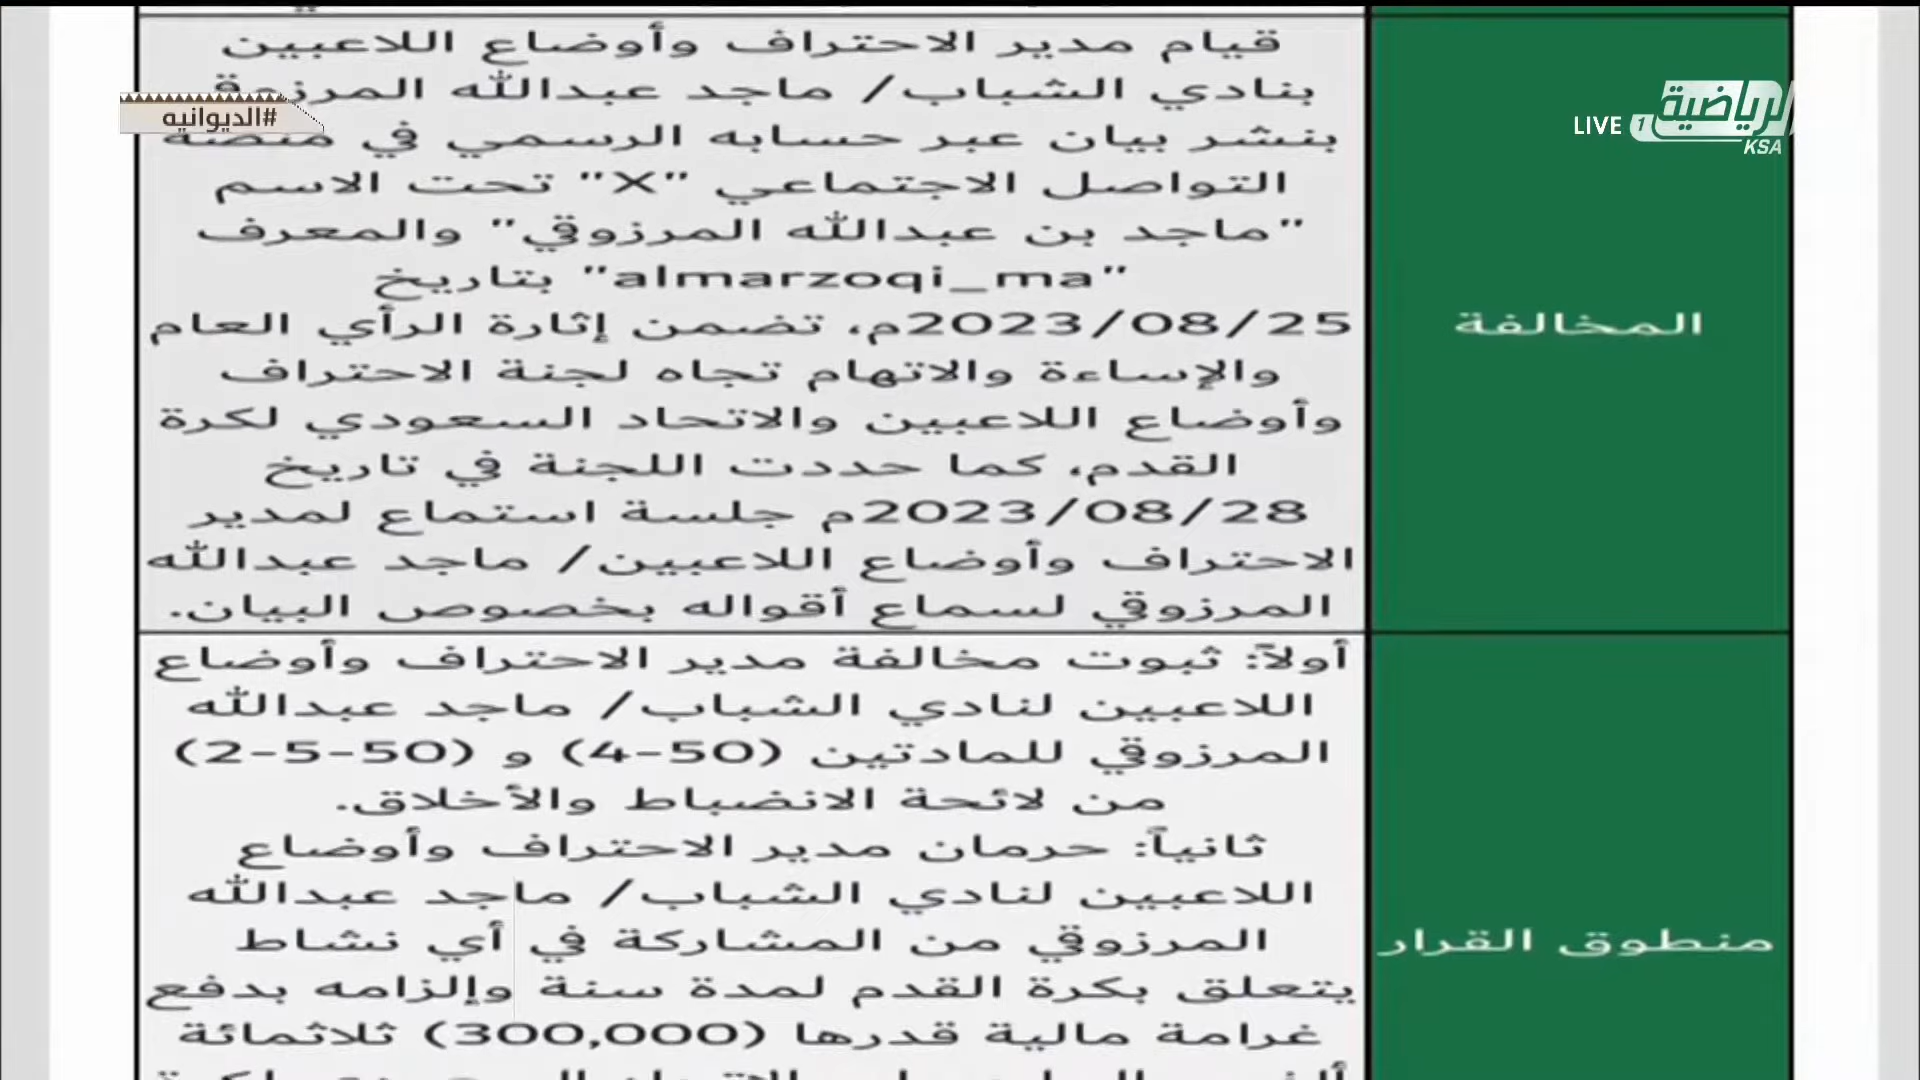 قيام مدير الاحتراف وأوضاع اللاعبين
بنادي الشباب/ ماجد عبدالله المرزوقي
بنشر بيان عبر حسابه الرسمي في منصة
التواصل الاجتماعي "X" تحت الاسم
"ماجد بن عبدالله المرزوقي" والمعرف
"almarzoqi_ma" بتاريخ
2023/08/25م، تضمن إثارة الرأي العام
والإساءة والاتهام تجاه لجنة الاحتراف
وأوضاع اللاعبين والاتحاد السعودي لكرة
القدم، كما حددت اللجنة في تاريخ
2023/08/28م جلسة استماع لمدير
الاحتراف وأوضاع اللاعبين/ ماجد عبدالله
المرزوقي لسماع أقواله بخصوص البيان.
المخالفة
أولاً: ثبوت مخالفة مدير الاحتراف وأوضاع
اللاعبين لنادي الشباب/ ماجد عبدالله
المرزوقي للمادتين (50-4) و (50-5-2)
من لائحة الانضباط والأخلاق.
ثانياً: حرمان مدير الاحتراف وأوضاع
اللاعبين لنادي الشباب/ ماجد عبدالله
المرزوقي من المشاركة في أي نشاط
يتعلق بكرة القدم لمدة سنة وإلزامه بدفع
غرامة مالية قدرها (300,000) ثلاثمائة
منطوق القرار
#الديوانيه
LIVE 1 الرياضية
KSA